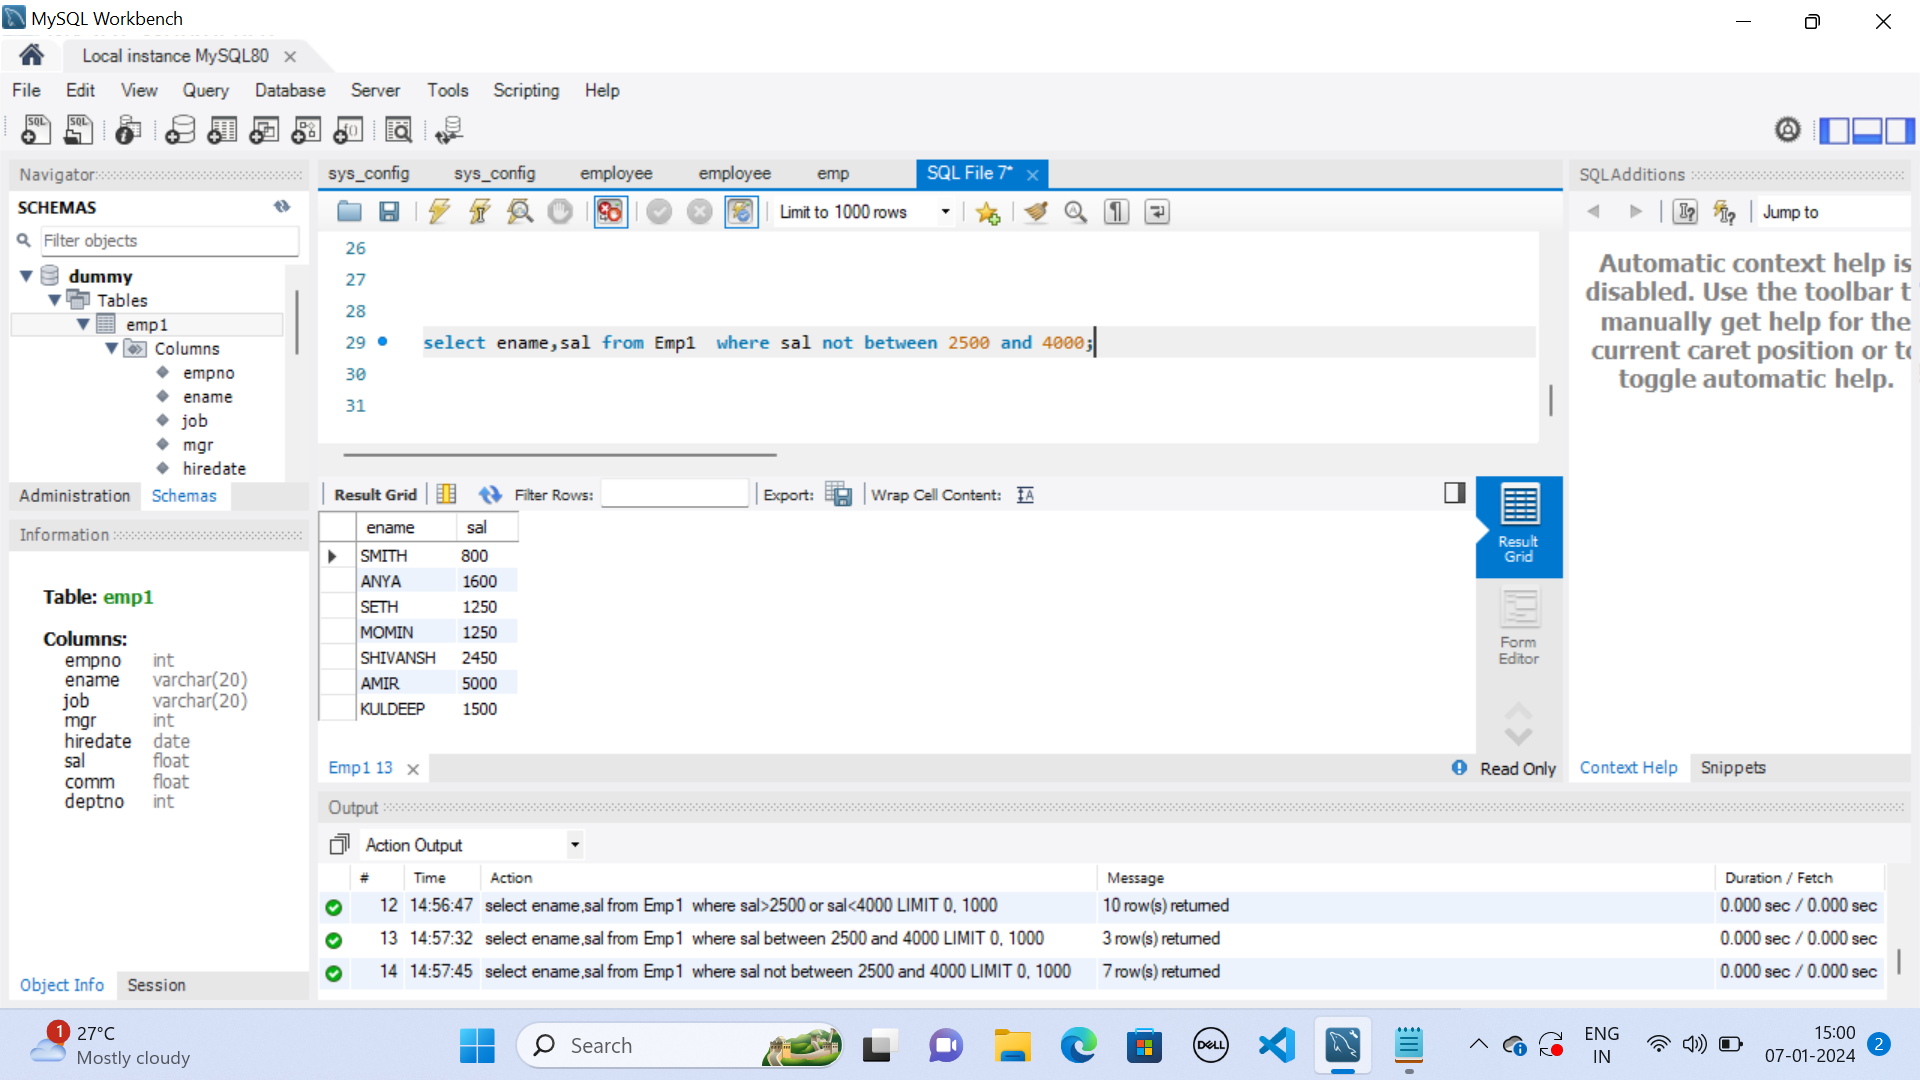 MySQL Workbench
Local instance MySQL80
File Edit View Query Database Server Tools Scripting Help
Navigator
SCHEMAS
Filter objects
dummy
Tables
emp1
Columns
empno
ename
job
mgr
hiredate
Administration Schemas
Information
Table: emp1
Columns:
empno int
ename varchar(20)
job varchar(20)
mgr int
hiredate date
sal float
comm float
deptno int
Object Info Session
sys_config sys_config employee employee emp SQL File 7*
Limit to 1000 rows
26
27
28
29 select ename,sal from Emp1  where sal not between 2500 and 4000;
30
31
Result Grid Filter Rows: Export: Wrap Cell Content:
ename sal
SMITH 800
ANYA 1600
SETH 1250
MOMIN 1250
SHIVANSH 2450
AMIR 5000
KULDEEP 1500
Result
Grid
Form
Editor
Emp1 13
Read Only
SQLAdditions
Jump to
Automatic context help is
disabled. Use the toolbar t
manually get help for the
current caret position or to
toggle automatic help.
Context Help Snippets
Output
Action Output
# Time Action Message Duration / Fetch
12 14:56:47 select ename,sal from Emp1  where sal>2500 or sal<4000 LIMIT 0, 1000 10 row(s) returned 0.000 sec / 0.000 sec
13 14:57:32 select ename,sal from Emp1  where sal between 2500 and 4000 LIMIT 0, 1000 3 row(s) returned 0.000 sec / 0.000 sec
14 14:57:45 select ename,sal from Emp1  where sal not between 2500 and 4000 LIMIT 0, 1000 7 row(s) returned 0.000 sec / 0.000 sec
1
27°C
Mostly cloudy
Search
DELL
ENG
IN
15:00
07-01-2024
2